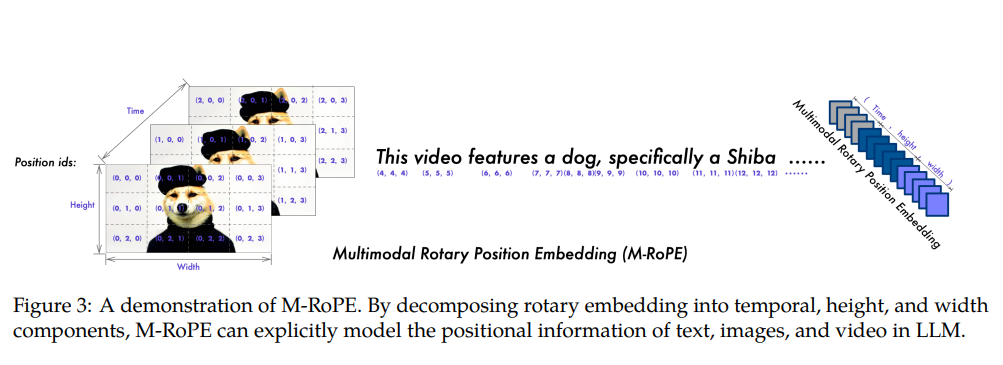 Time
(2, 0, 0) (2, 0, 1) (2, 0, 2) (2, 0, 3)
(1, 0, 0) (1, 0, 1) (1, 0, 2) (1, 0, 3) (2, 1, 3)
(2, 2, 3)
Position ids:
(0, 0, 0) (0, 0, 1) (0, 0, 2) (0, 0, 3) (1, 1, 3)
Height (0, 1, 0) (0, 1, 1) (0, 1, 2) (0, 1, 3) (1, 2, 3)
(0, 2, 0) (0, 2, 1) (0, 2, 2) (0, 2, 3)
Width
This video features a dog, specifically a Shiba ......
(4, 4, 4) (5, 5, 5) (6, 6, 6) (7, 7, 7)(8, 8, 8)(9, 9, 9) (10, 10, 10) (11, 11, 11)(12, 12, 12) ......
Multimodal Rotary Position Embedding (M-RoPE)
( Time , height , width )
Multimodal Rotary Position Embedding
Figure 3: A demonstration of M-RoPE. By decomposing rotary embedding into temporal, height, and width
components, M-RoPE can explicitly model the positional information of text, images, and video in LLM.